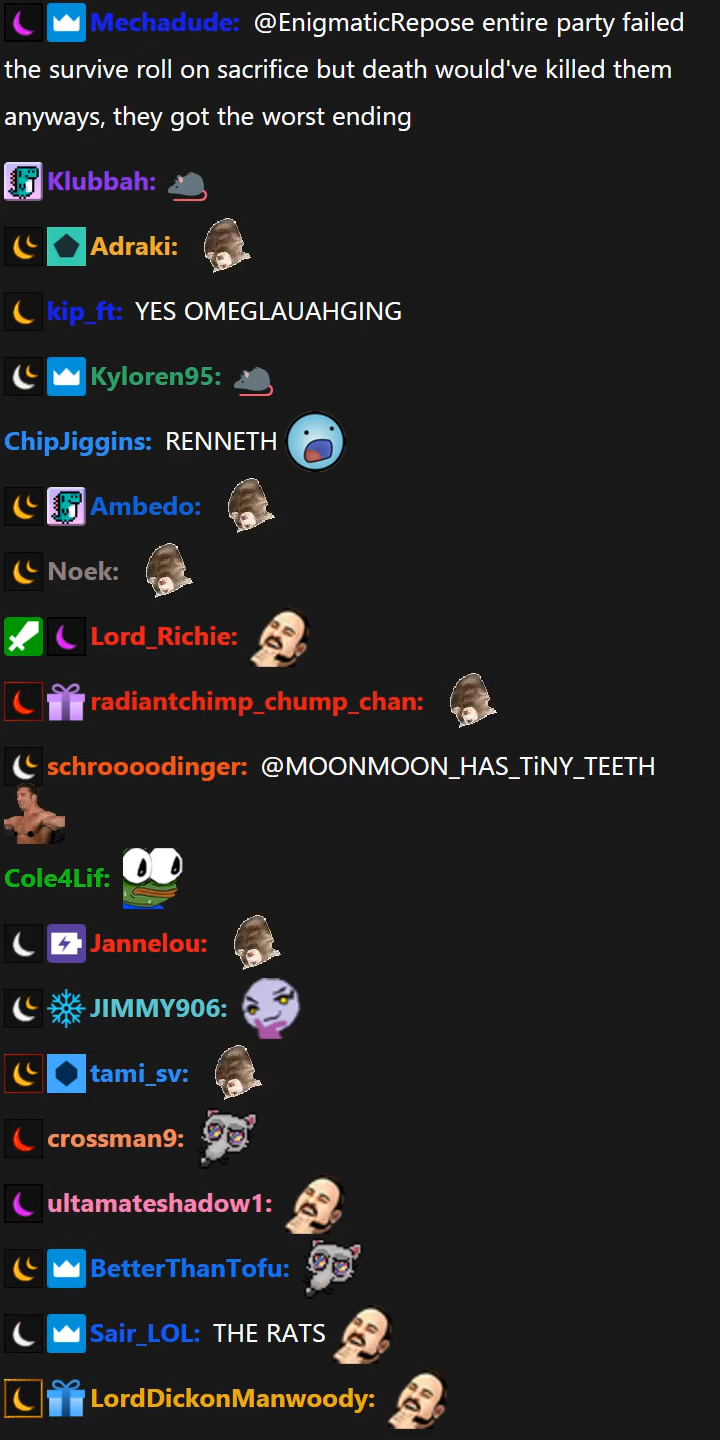 Mechadude: @EnigmaticRepose entire party failed
the survive roll on sacrifice but death would've killed them
anyways, they got the worst ending
Klubbah:
Adraki:
kip_ft: YES OMEGLAUAHGING
Kyloren95:
ChipJiggins: RENNETH
Ambedo:
Noek:
Lord_Richie:
radiantchimp_chump_chan:
schroooodinger: @MOONMOON_HAS_TiNY_TEETH
Cole4Lif:
Jannelou:
JIMMY906:
tami_sv:
crossman9:
ultamateshadow1:
BetterThanTofu:
Sair_LOL: THE RATS
LordDickonManwoody: